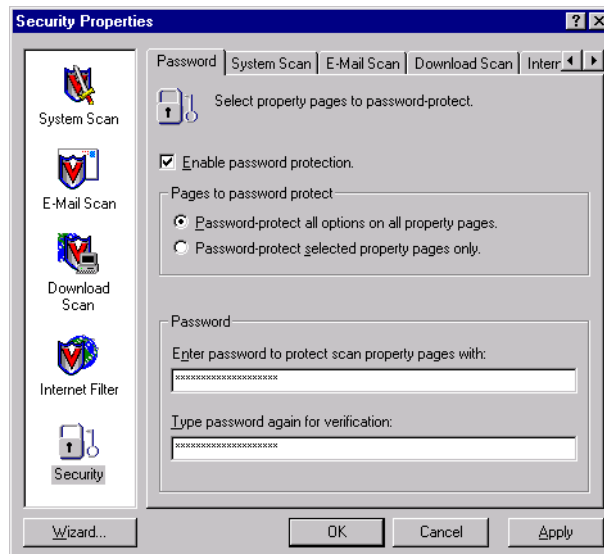 Security Properties
Password
System Scan
E-Mail Scan
Download Scan
Intern
System Scan
E-Mail Scan
Download
Scan
Internet Filter
Security
Select property pages to password-protect.
Enable password protection.
Pages to password protect
Password-protect all options on all property pages.
Password-protect selected property pages only.
Password
Enter password to protect scan property pages with:
xxxxxxxxxxxxxxxxxxxx
Type password again for verification:
xxxxxxxxxxxxxxxxxxxx
Wizard...
OK
Cancel
Apply